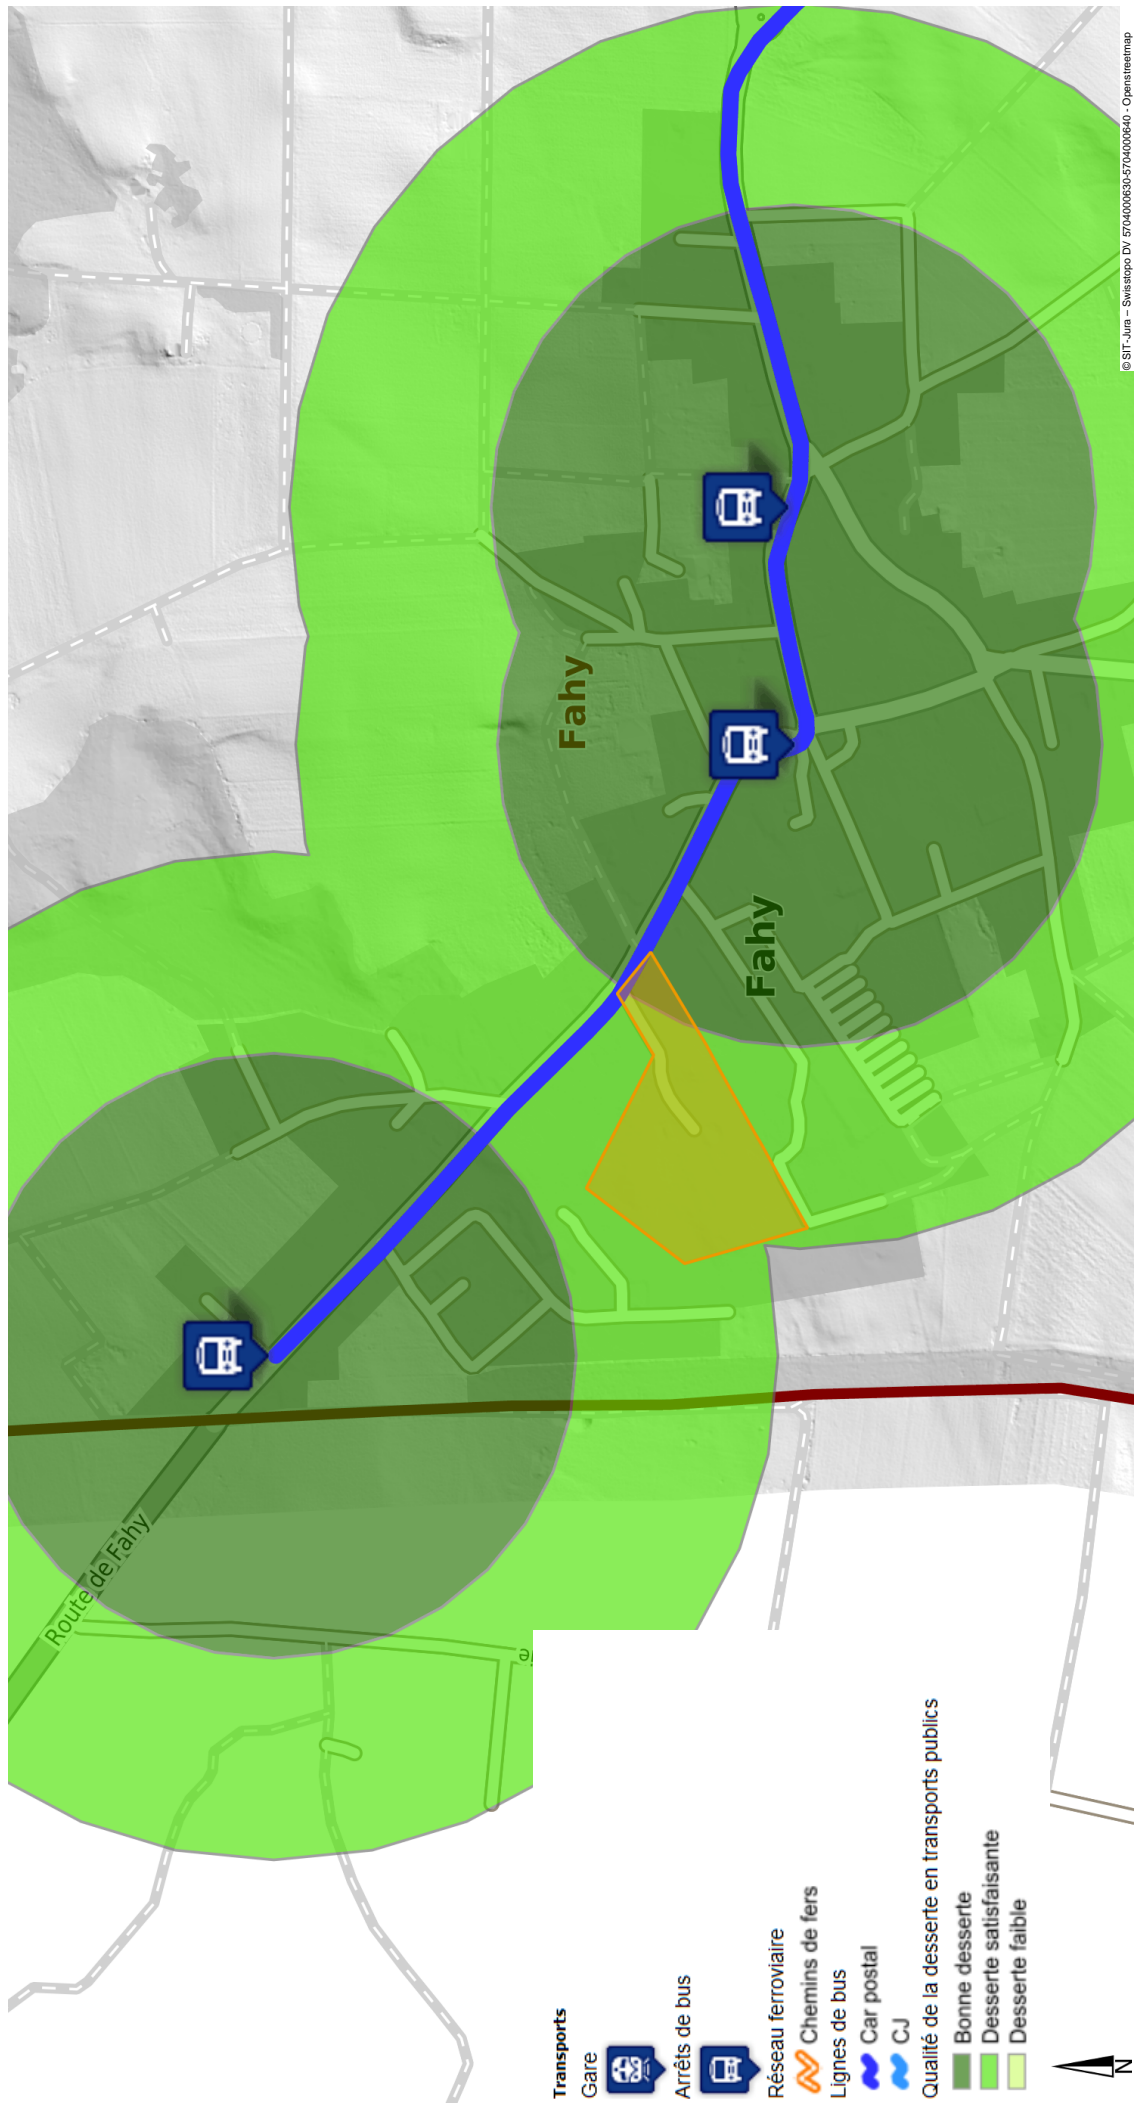 Route de Fahy
Fahy
Fahy
Transports
Gare
Arrêts de bus
Réseau ferroviaire
Chemins de fers
Lignes de bus
Car postal
CJ
Qualité de la desserte en transports publics
Bonne desserte
Desserte satisfaisante
Desserte faible
N
© SIT-Jura – Swisstopo DV 5704000630-5704000640 - Openstreetmap